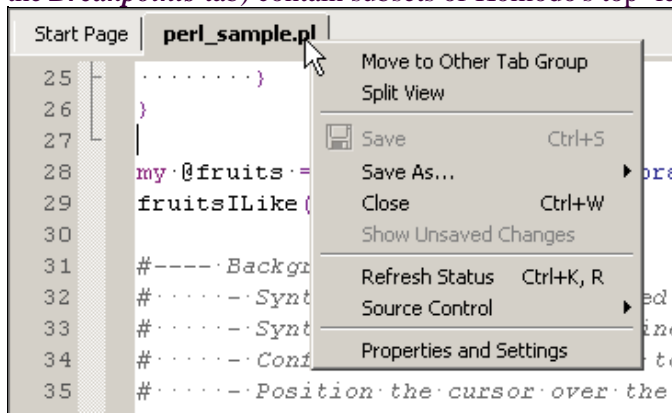 the Breakpoints tab) contain subsets of Komodo's top
Start Page perl_sample.pl
Move to Other Tab Group
Split View
Save Ctrl+S
Save As...
Close Ctrl+W
Show Unsaved Changes
Refresh Status Ctrl+K, R
Source Control
Properties and Settings
25 ········}
26 }
27
28 my·@fruits·=
29 fruitsILike(
30
31 #----·Backgr
32 #·····-·Synt ed
33 #·····-·Synt
34 #·····-·Conf
35 #·····-·Position·the·cursor·over·the